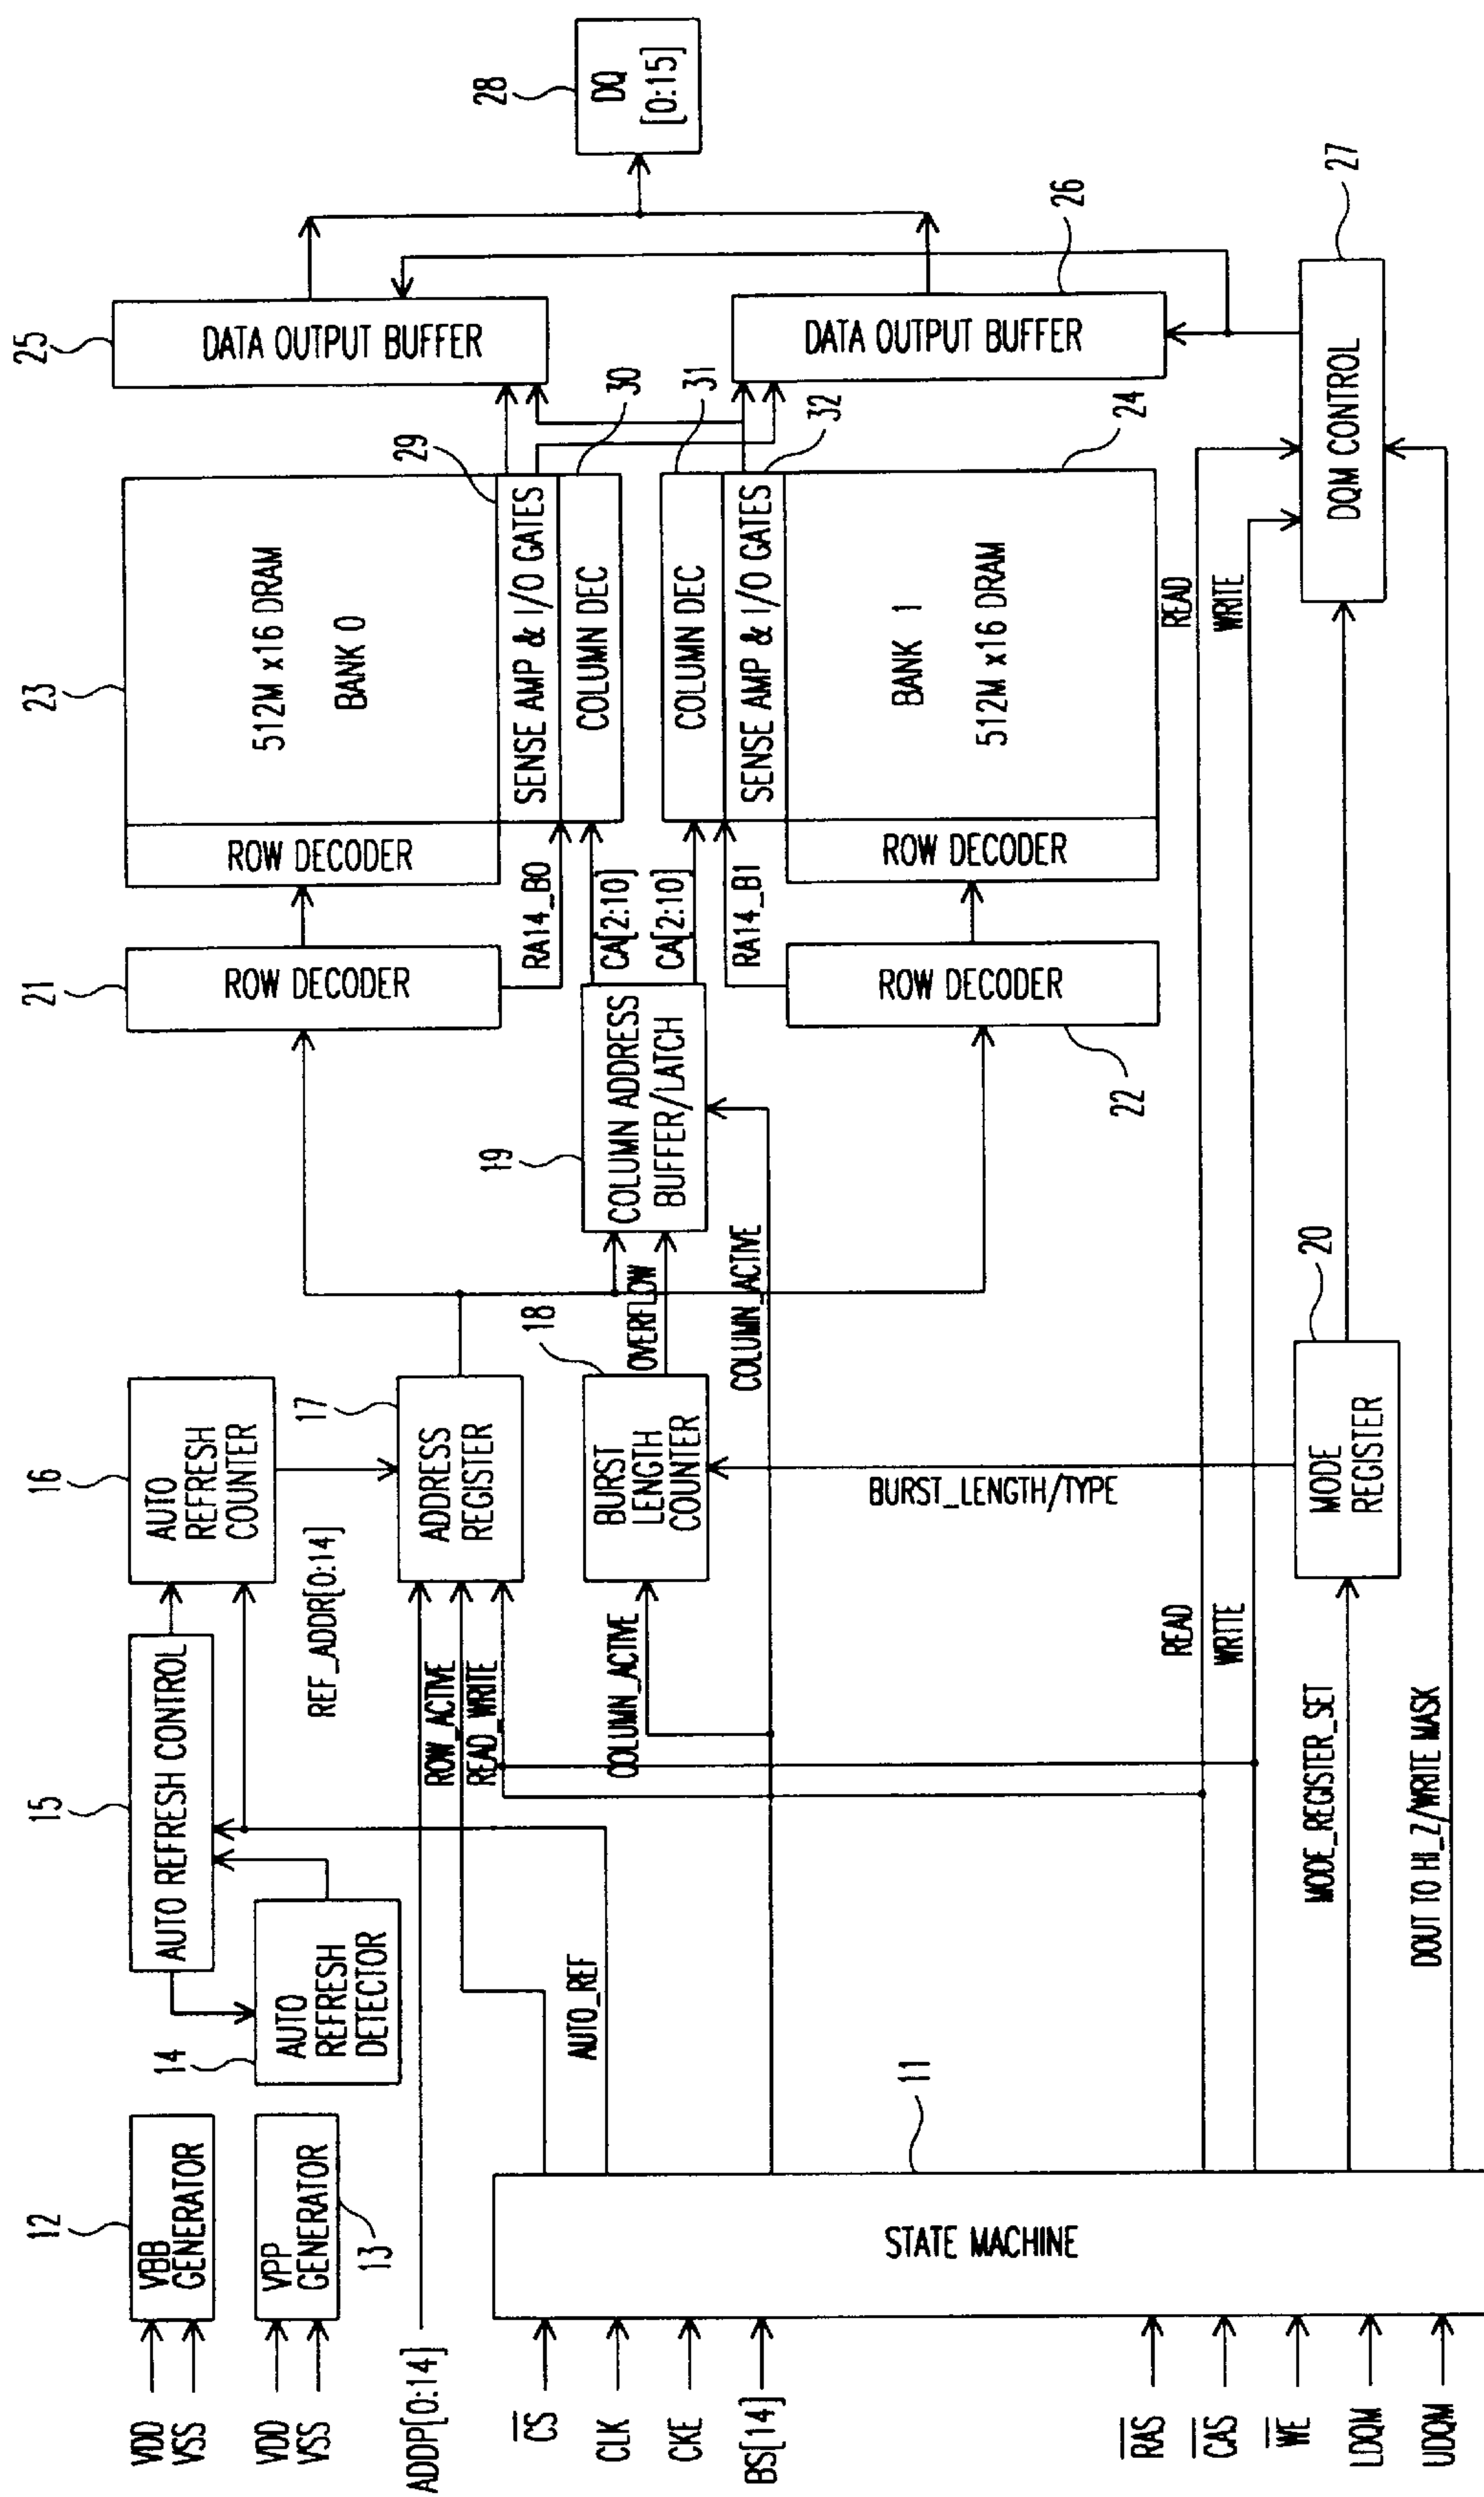 12
VBB
GENERATOR
VDD
VSS
VPP
GENERATOR
13
VDD
VSS
14
AUTO
REFRESH
DETECTOR
15
AUTO REFRESH CONTROL
16
AUTO
REFRESH
COUNTER
REF_ADDR[0:14]
17
ADDRESS
REGISTER
ADDP[0:14]
ROW_ACTIVE
READ_WRITE
AUTO_REF
COLUMN_ACTIVE
18
BURST
LENGTH
COUNTER
OVERFLOW
COLUMN_ACTIVE
BURST_LENGTH/TYPE
19
COLUMN ADDRESS
BUFFER/LATCH
21
ROW DECODER
RA14_B0
CA[2:10]
CA[2:10]
RA14_B1
ROW DECODER
22
23
512M x16 DRAM
BANK 0
ROW DECODER
29
SENSE AMP & I/O GATES
COLUMN DEC
30
31
COLUMN DEC
SENSE AMP & I/O GATES
32
BANK 1
512M x16 DRAM
24
ROW DECODER
25
DATA OUTPUT BUFFER
DATA OUTPUT BUFFER
26
28
DQ
[0:15]
27
DQM CONTROL
READ
WRITE
READ
WRITE
20
MODE
REGISTER
MODE_REGISTER_SET
DOUT TO HI_Z/WRITE MASK
11
STATE MACHINE
CS
CLK
CKE
BS[14]
RAS
CAS
WE
LDQM
UDQM